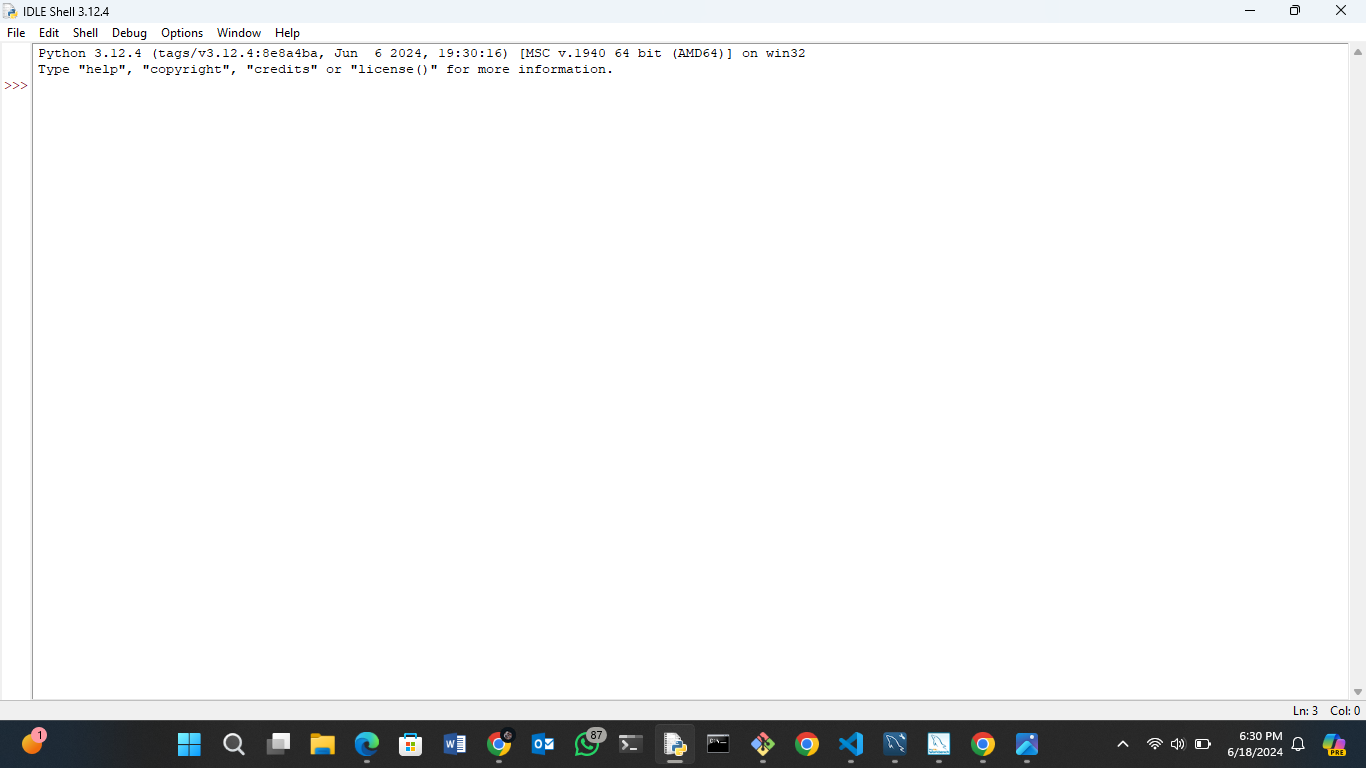 IDLE Shell 3.12.4
File Edit Shell Debug Options Window Help
Python 3.12.4 (tags/v3.12.4:8e8a4ba, Jun  6 2024, 19:30:16) [MSC v.1940 64 bit (AMD64)] on win32
Type "help", "copyright", "credits" or "license()" for more information.
>>>
Ln: 3 Col: 0
1
87
6:30 PM
6/18/2024
PRE